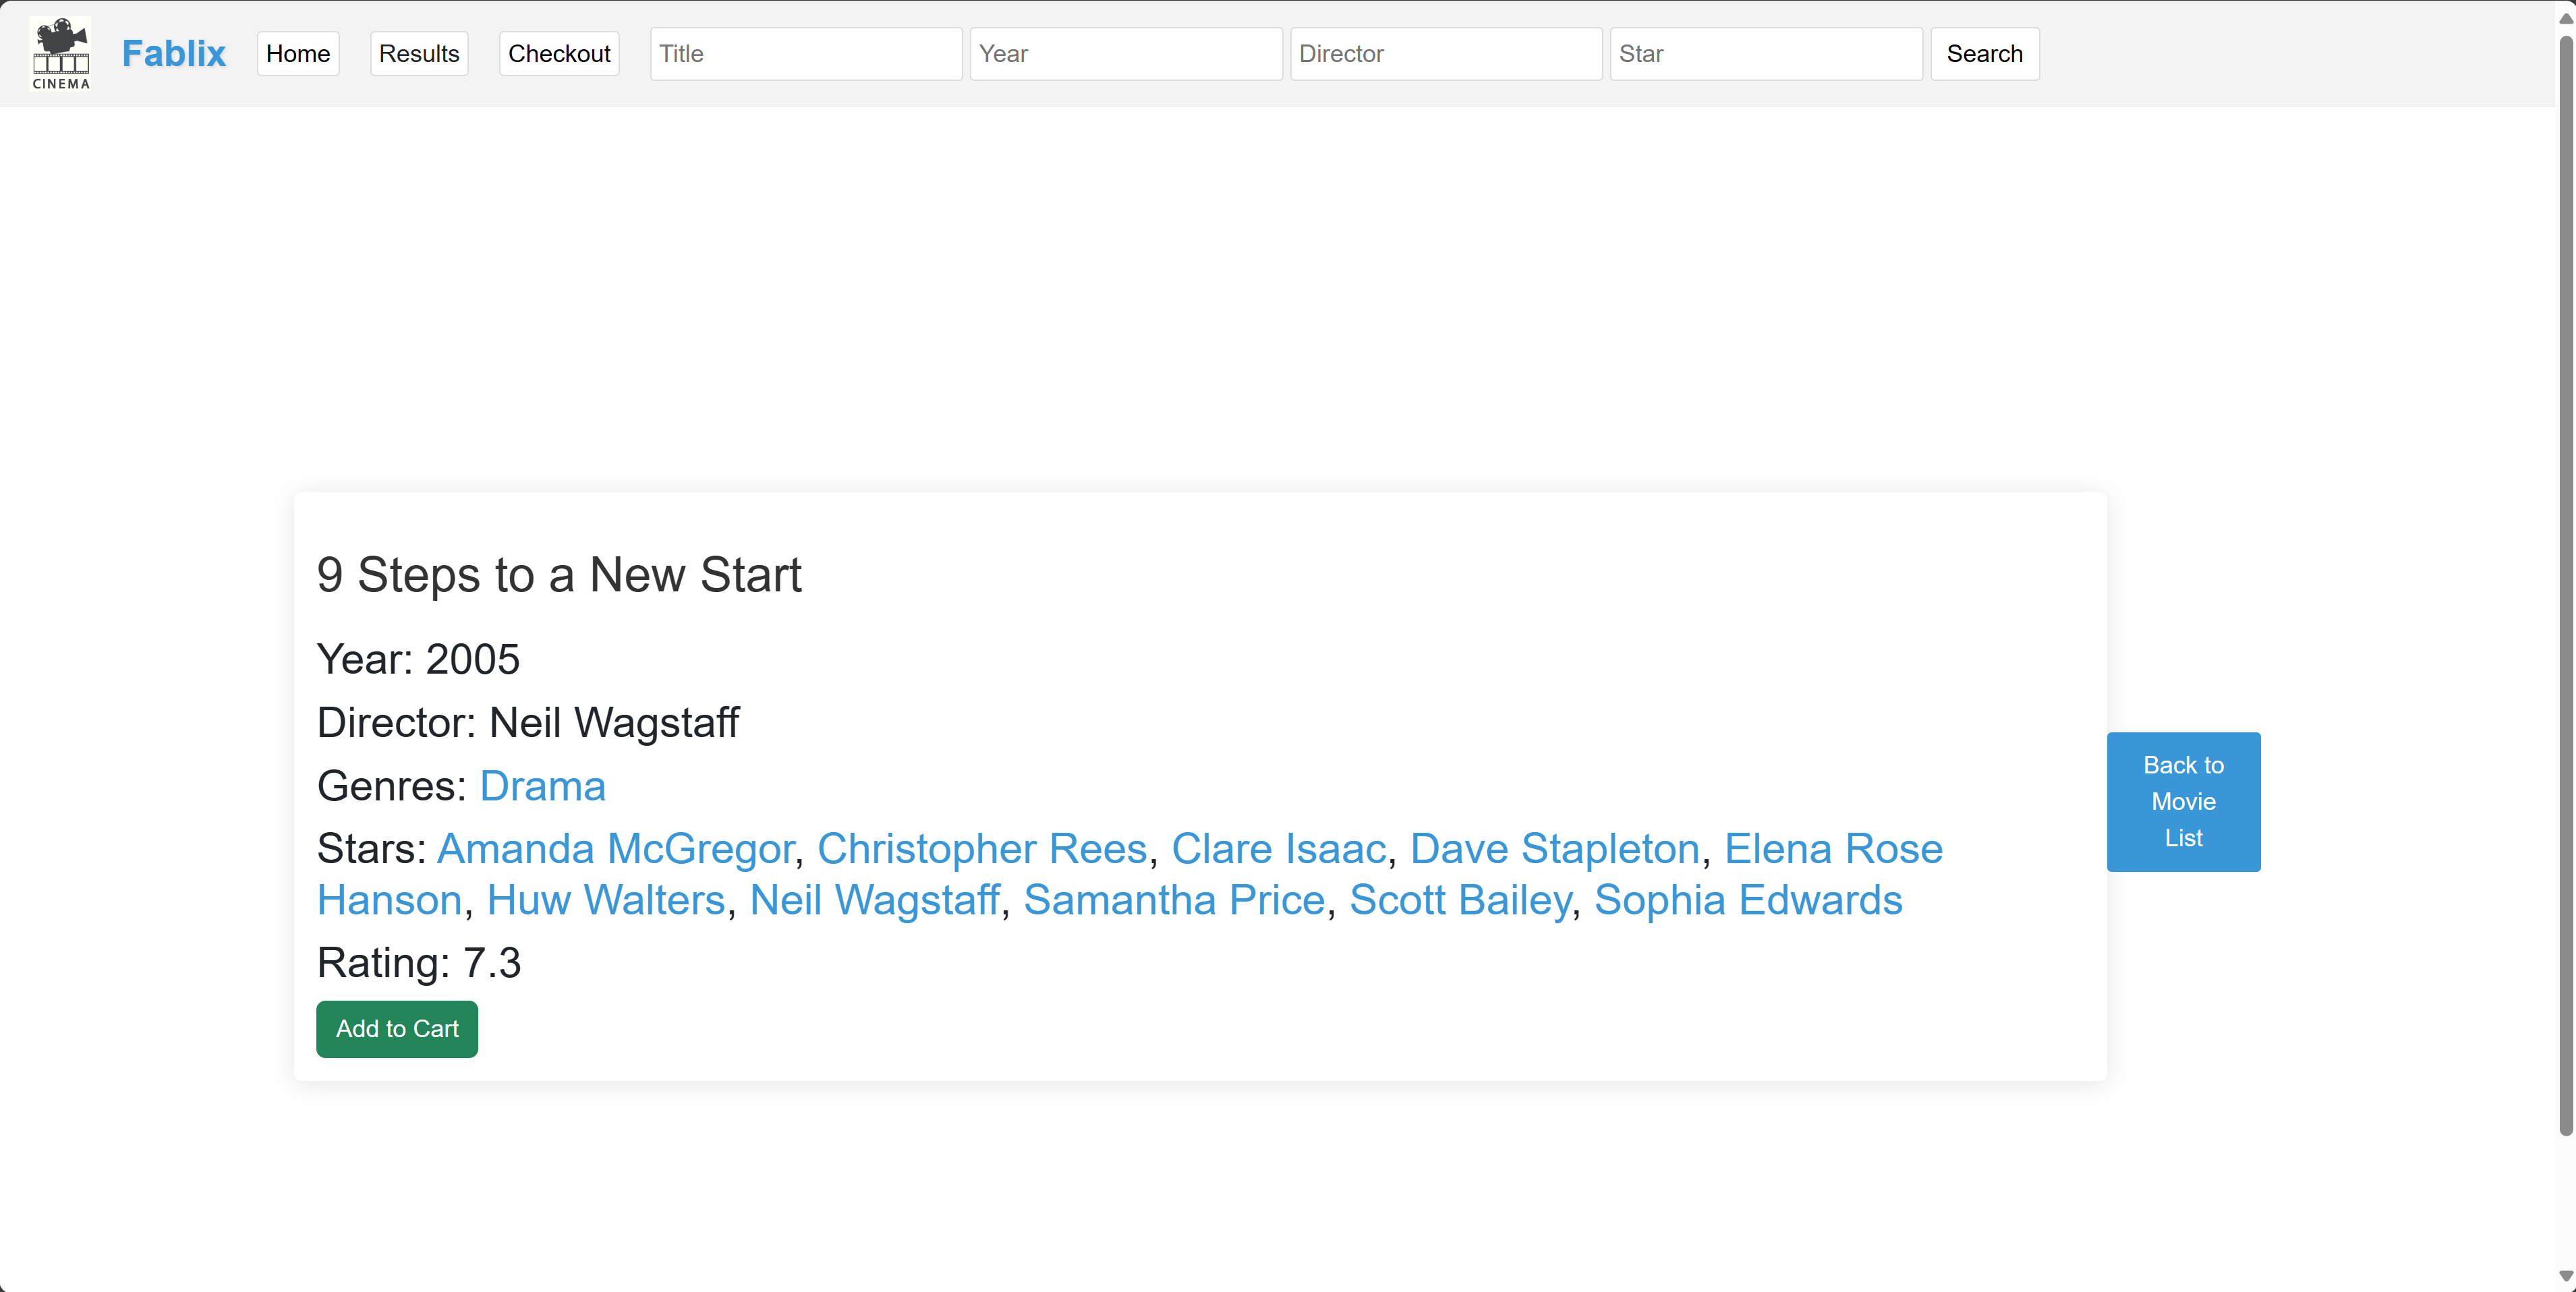 CINEMA
Fablix
Home
Results
Checkout
Title
Year
Director
Star
Search
9 Steps to a New Start
Year: 2005
Director: Neil Wagstaff
Genres: Drama
Stars: Amanda McGregor, Christopher Rees, Clare Isaac, Dave Stapleton, Elena Rose
Hanson, Huw Walters, Neil Wagstaff, Samantha Price, Scott Bailey, Sophia Edwards
Rating: 7.3
Add to Cart
Back to
Movie
List